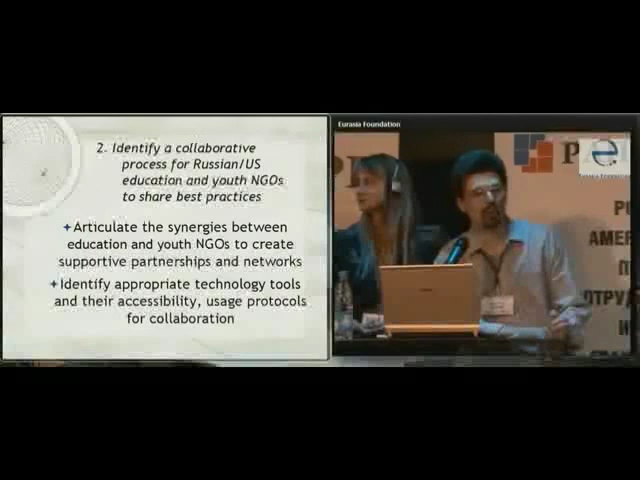 2. Identify a collaborative
process for Russian/US
education and youth NGOs
to share best practices
Articulate the synergies between
education and youth NGOs to create
supportive partnerships and networks
Identify appropriate technology tools
and their accessibility, usage protocols
for collaboration
Eurasia Foundation
Eurasia Foundation